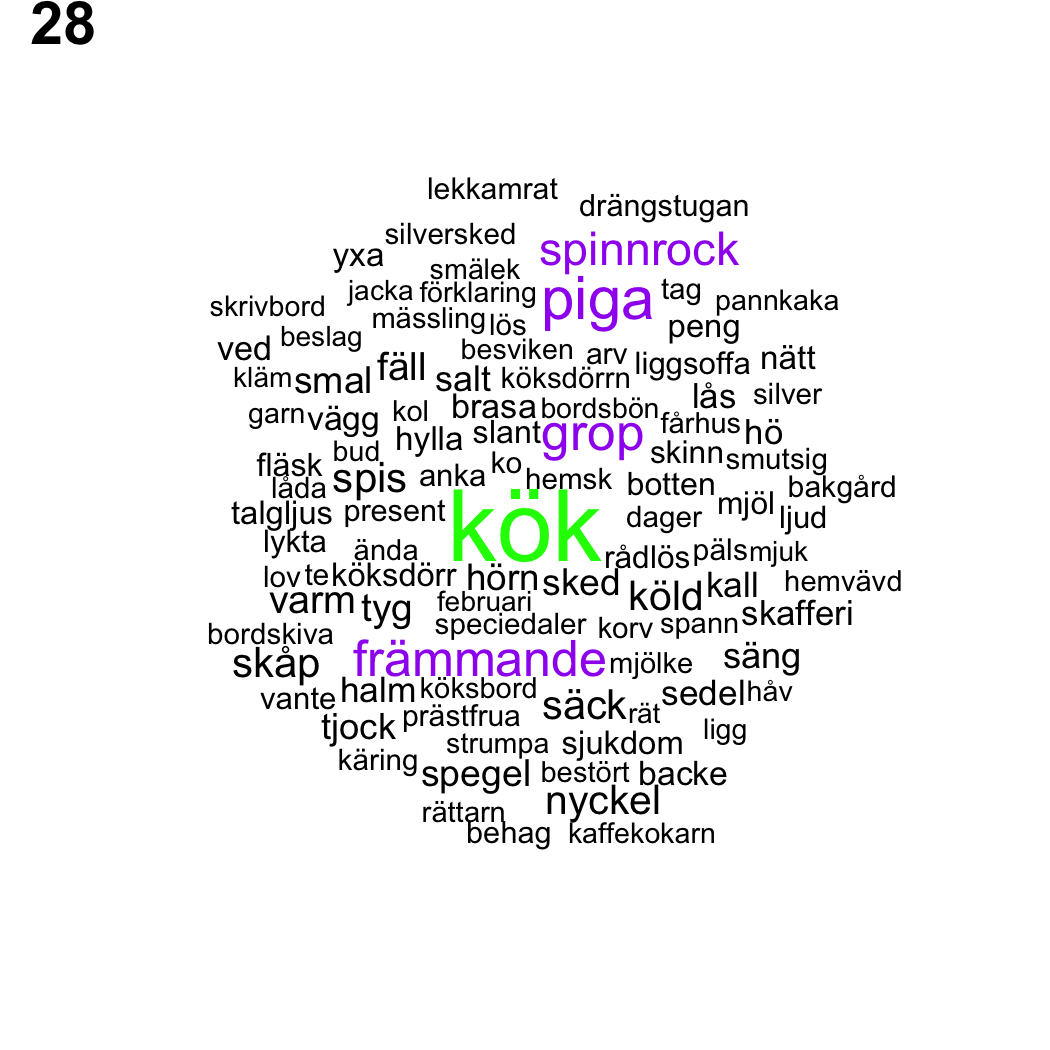 28
lekkamrat
drängstugan
silversked
yxa
spinnrock
smälek
jacka förklaring piga tag
skrivbord pannkaka
mässling lös peng
beslag
ved besviken arv liggsoffa nätt
fäll
kläm smal salt köksdörrn
lås silver
garn vägg kol brasa bordsbön
hylla slant grop fårhus hö
bud skinn smutsig
fläsk spis anka ko hemsk
låda botten bakgård
talgljus present kök dager mjöl ljud
lykta ända rådlös päls mjuk
lov te köksdörr hörn sked köld kall hemvävd
varm tyg februari skafferi
bordskiva speciedaler korv spann
skåp främmande mjölke säng
vante halm köksbord säck rät sedel håv
tjock prästfrua ligg
strumpa sjukdom
käring spegel bestört backe
nyckel
rättarn
behag kaffekokarn